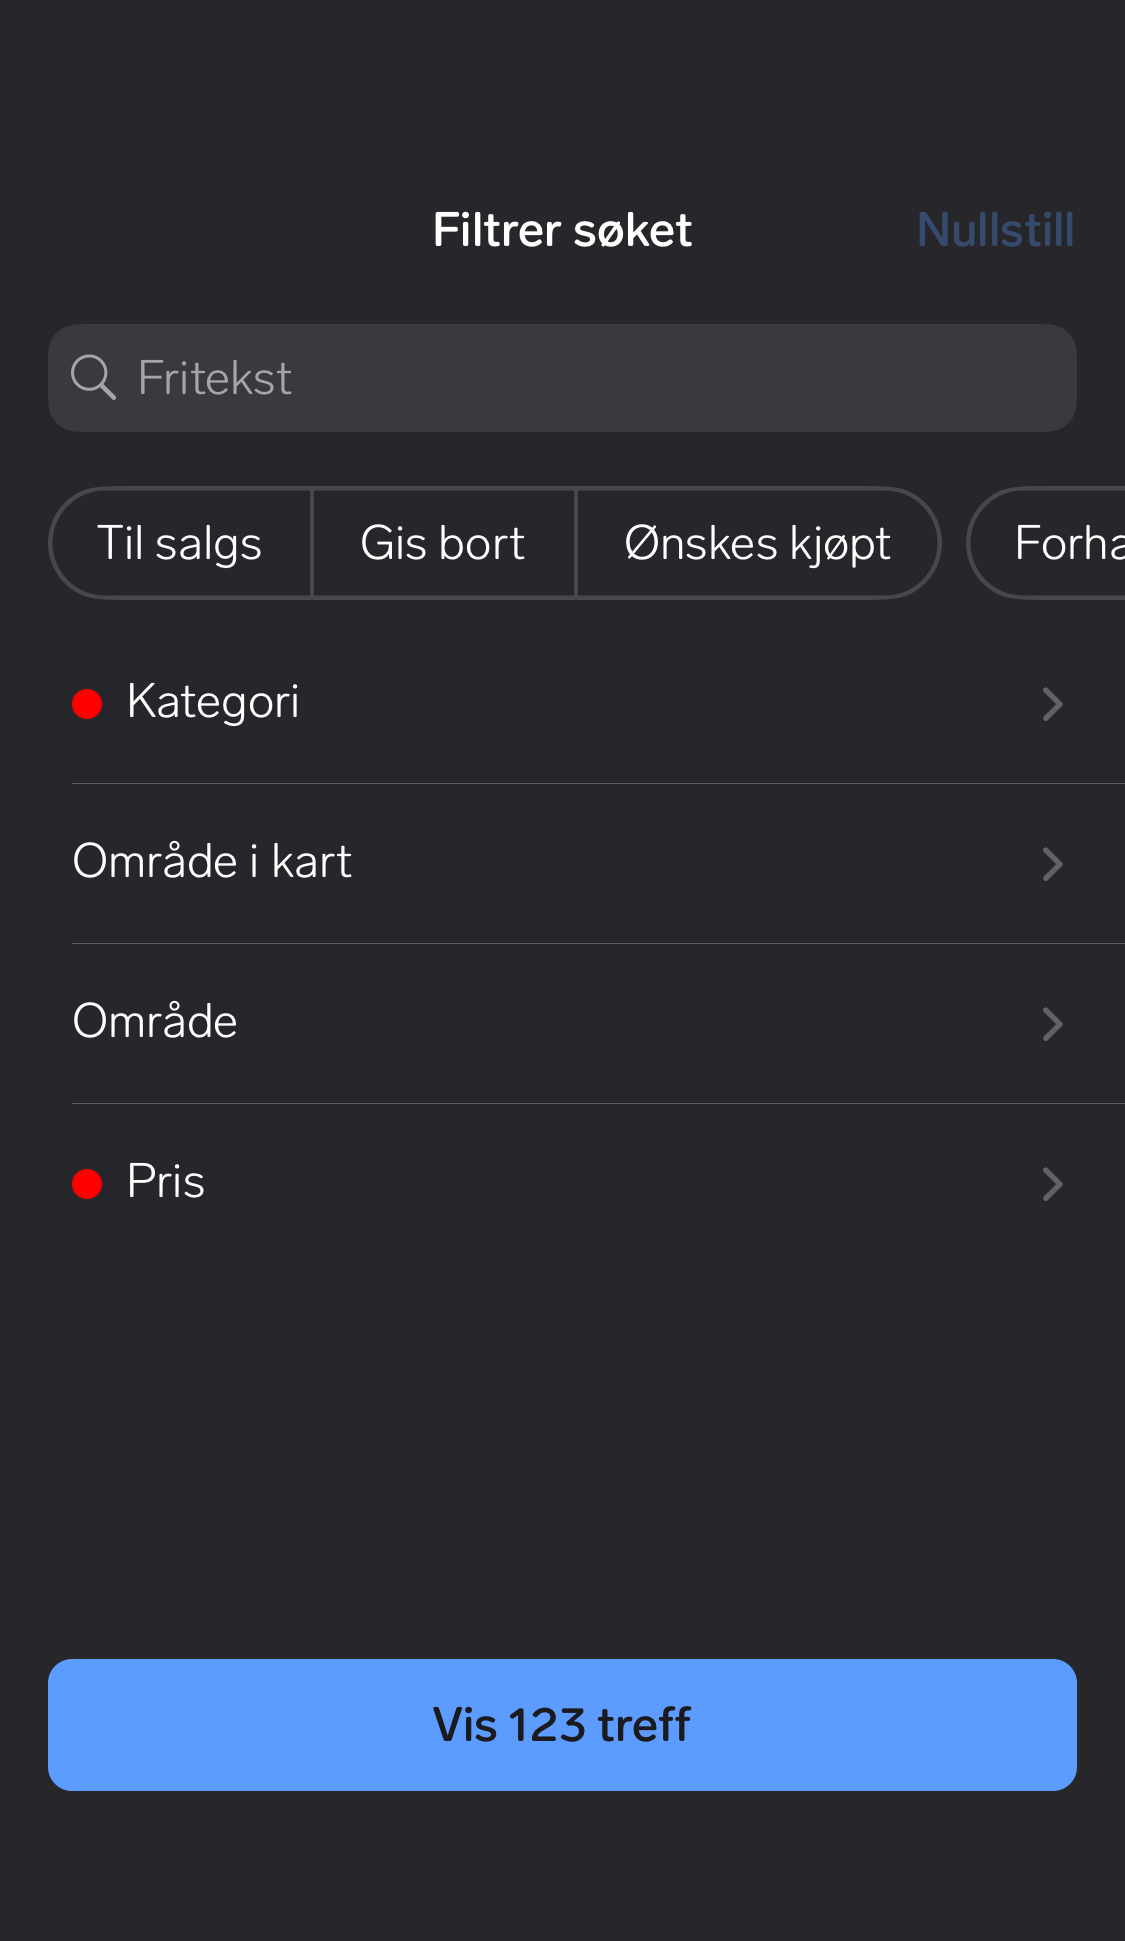 Filtrer søket Nullstill
Fritekst
Til salgs Gis bort Ønskes kjøpt Forha
Kategori
Område i kart
Område
Pris
Vis 123 treff